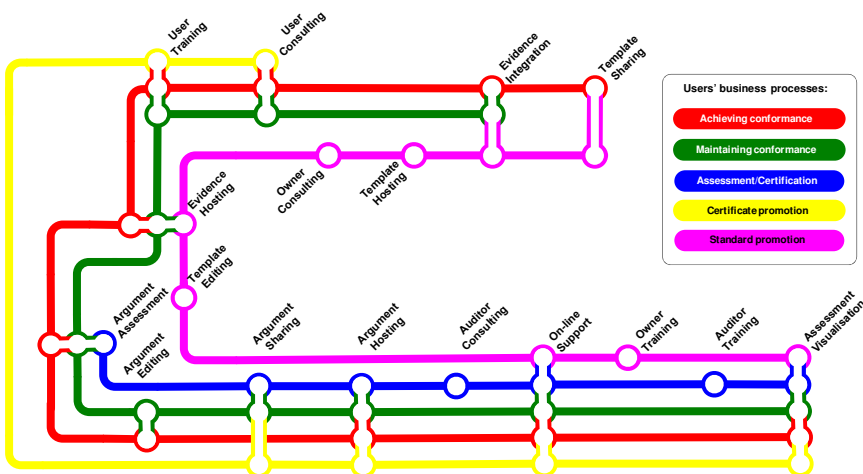 User
Training
User
Consulting
Evidence
Integration
Template
Sharing
Users' business processes:
Achieving conformance
Maintaining conformance
Assessment/Certification
Certificate promotion
Standard promotion
Owner
Consulting
Template
Hosting
Evidence
Hosting
Template
Editing
Argument
Assessment
Argument
Editing
Argument
Sharing
Argument
Hosting
Auditor
Consulting
On-line
Support
Owner
Training
Auditor
Training
Assessment
Visualisation